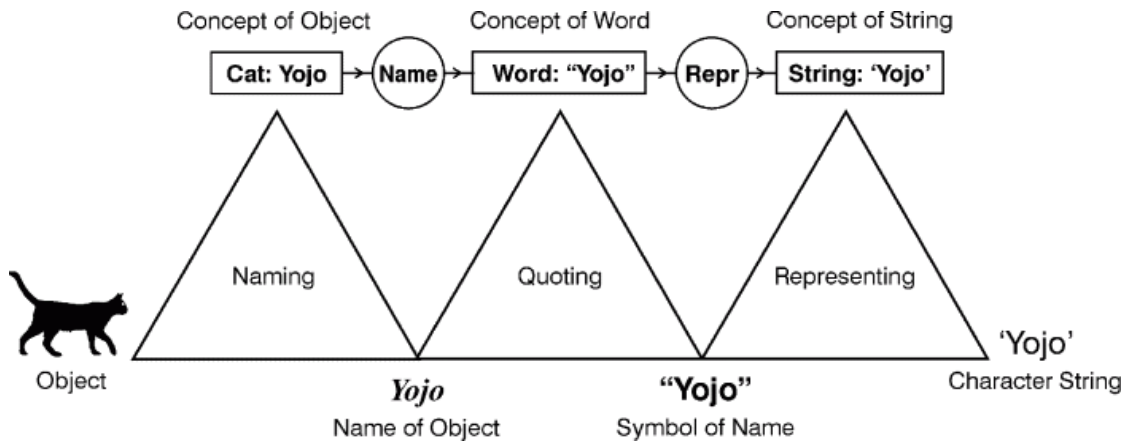 Concept of Object Concept of Word Concept of String
Cat: Yojo Name Word: “Yojo” Repr String: ‘Yojo’
Naming Quoting Representing
‘Yojo’
Object Character String
Yojo “Yojo”
Name of Object Symbol of Name